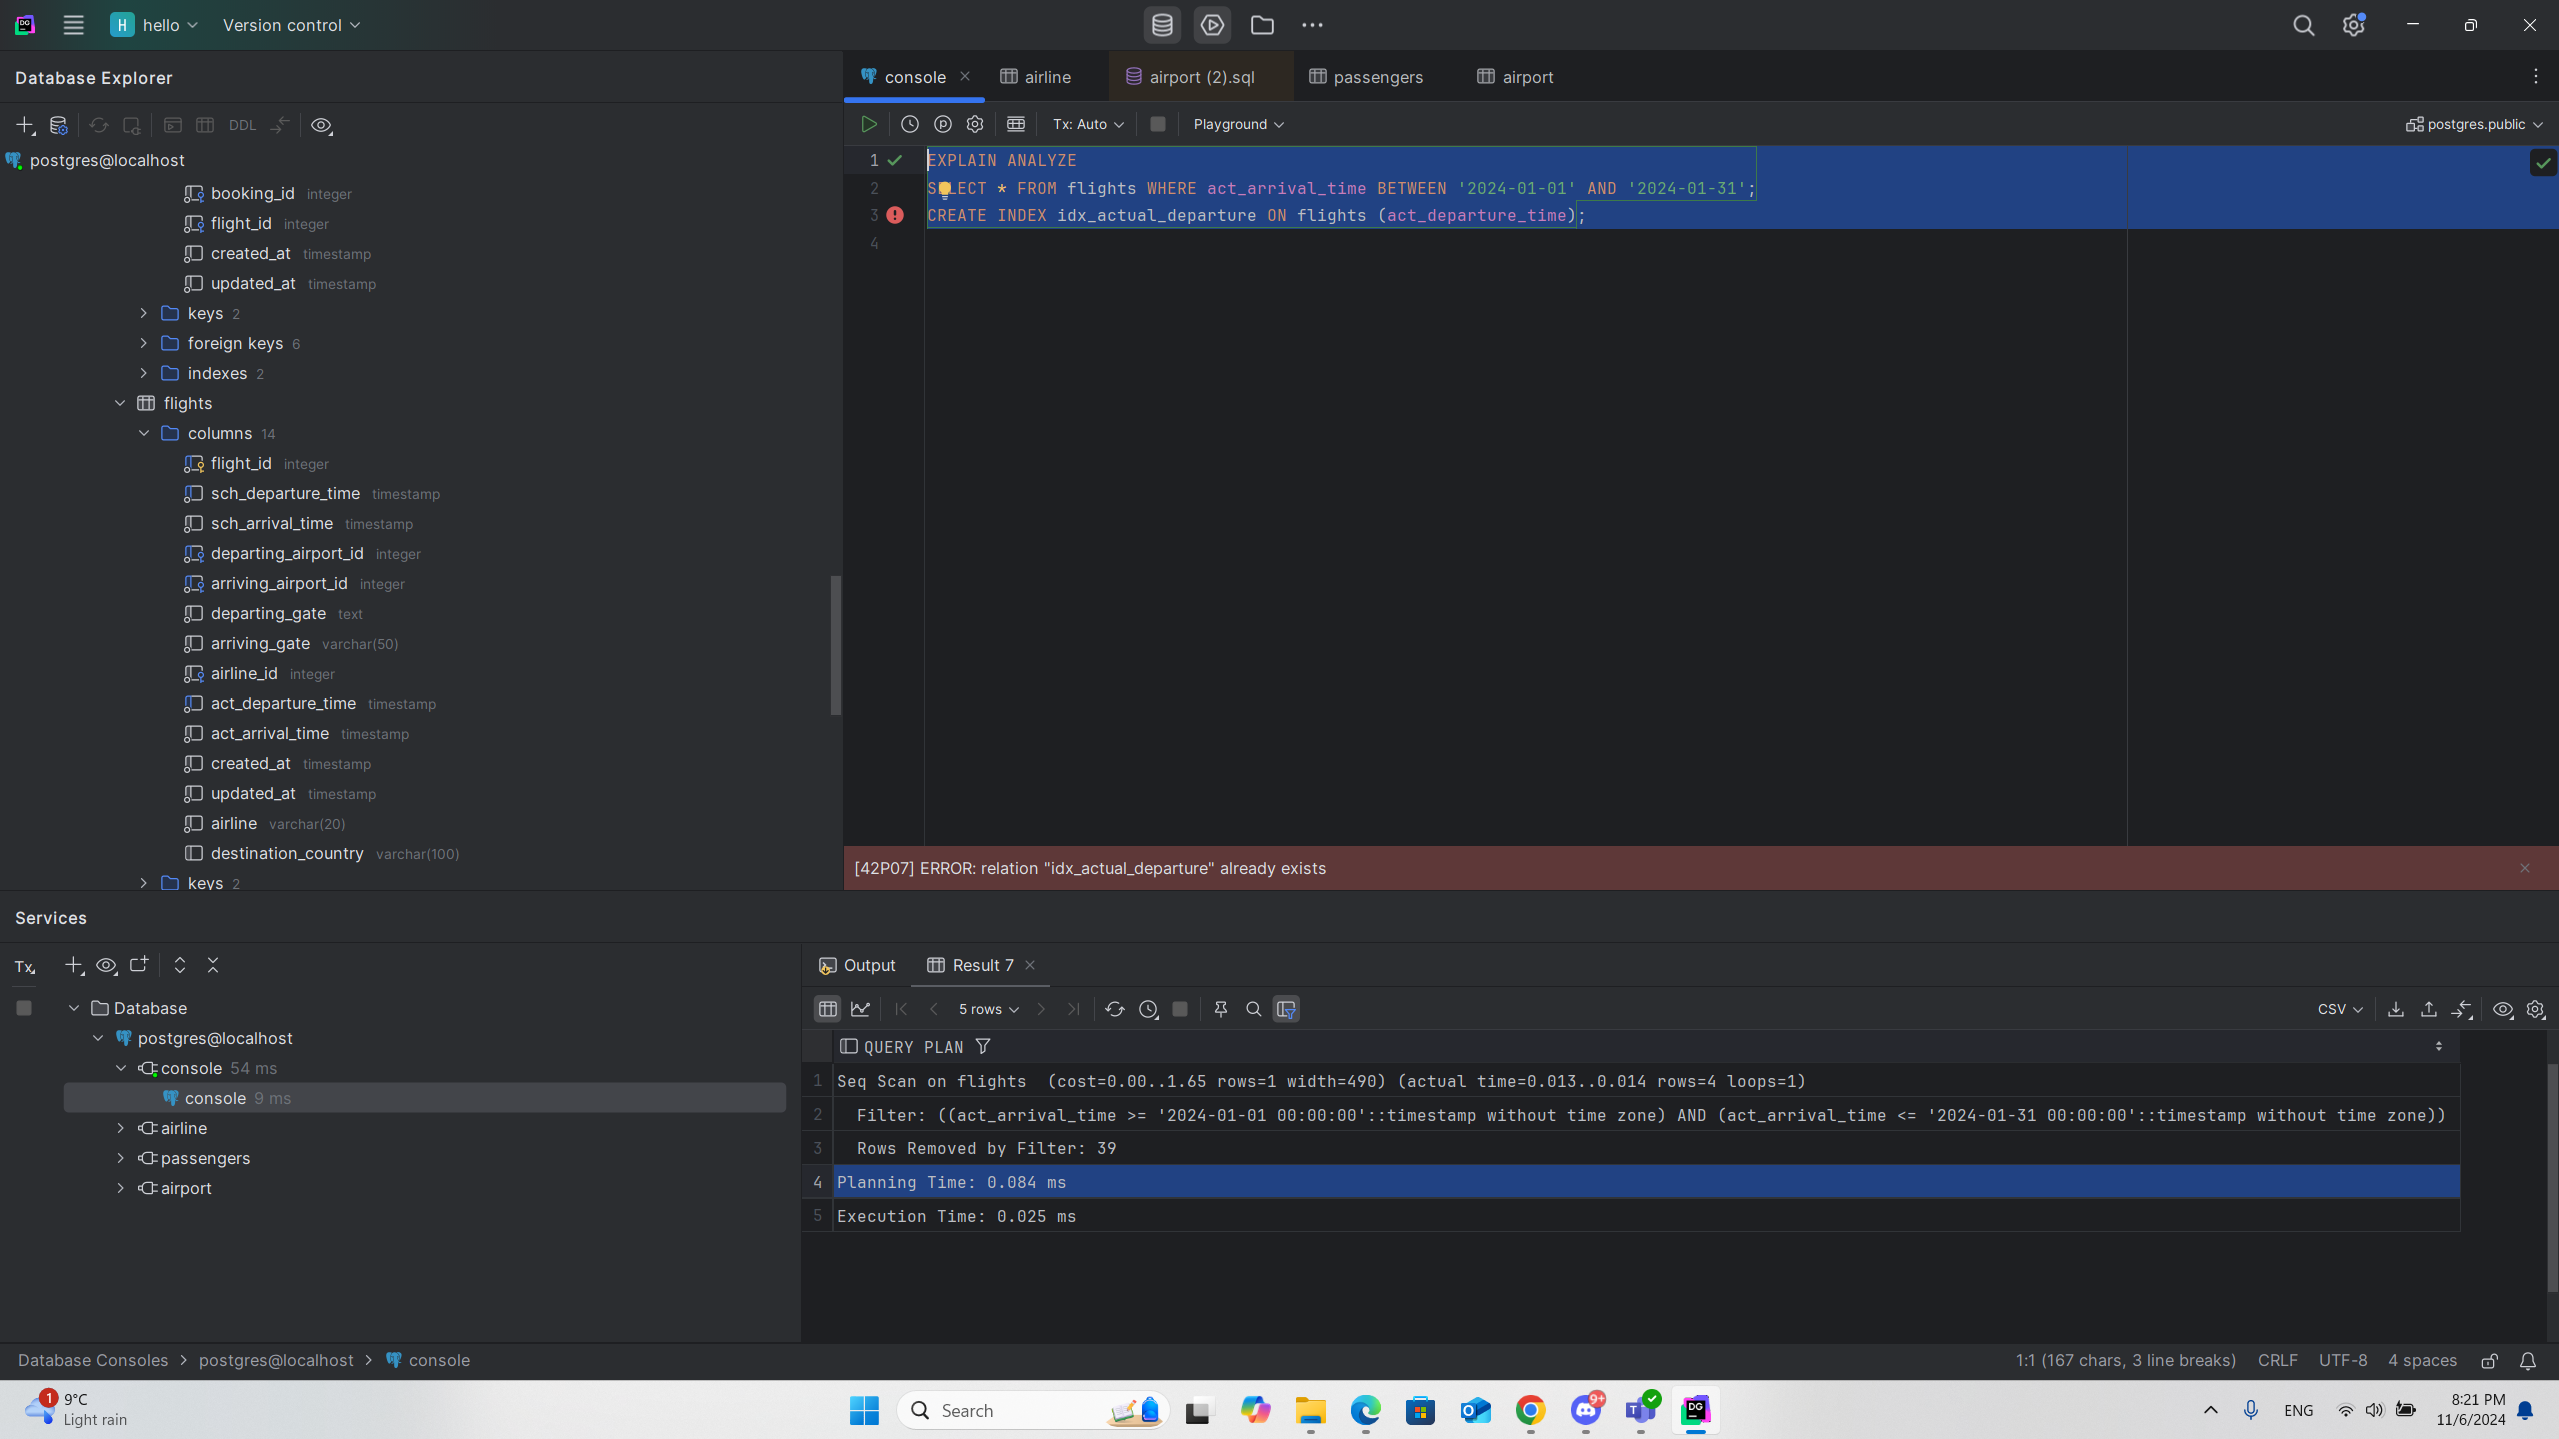 H hello Version control
Database Explorer
DDL
postgres@localhost
booking_id integer
flight_id integer
created_at timestamp
updated_at timestamp
keys 2
foreign keys 6
indexes 2
flights
columns 14
flight_id integer
sch_departure_time timestamp
sch_arrival_time timestamp
departing_airport_id integer
arriving_airport_id integer
departing_gate text
arriving_gate varchar(50)
airline_id integer
act_departure_time timestamp
act_arrival_time timestamp
created_at timestamp
updated_at timestamp
airline varchar(20)
destination_country varchar(100)
keys 2
console airline airport (2).sql passengers airport
Tx: Auto Playground postgres.public
1 EXPLAIN ANALYZE
2 SELECT * FROM flights WHERE act_arrival_time BETWEEN '2024-01-01' AND '2024-01-31';
3 CREATE INDEX idx_actual_departure ON flights (act_departure_time);
4
[42P07] ERROR: relation "idx_actual_departure" already exists
Services
Tx
Database
postgres@localhost
console 54 ms
console 9 ms
airline
passengers
airport
Output Result 7
5 rows CSV
QUERY PLAN
1 Seq Scan on flights (cost=0.00..1.65 rows=1 width=490) (actual time=0.013..0.014 rows=4 loops=1)
2 Filter: ((act_arrival_time >= '2024-01-01 00:00:00'::timestamp without time zone) AND (act_arrival_time <= '2024-01-31 00:00:00'::timestamp without time zone))
3 Rows Removed by Filter: 39
4 Planning Time: 0.084 ms
5 Execution Time: 0.025 ms
Database Consoles > postgres@localhost > console
1:1 (167 chars, 3 line breaks) CRLF UTF-8 4 spaces
1 9°C
Light rain
Search
9+
DG
ENG
8:21 PM
11/6/2024